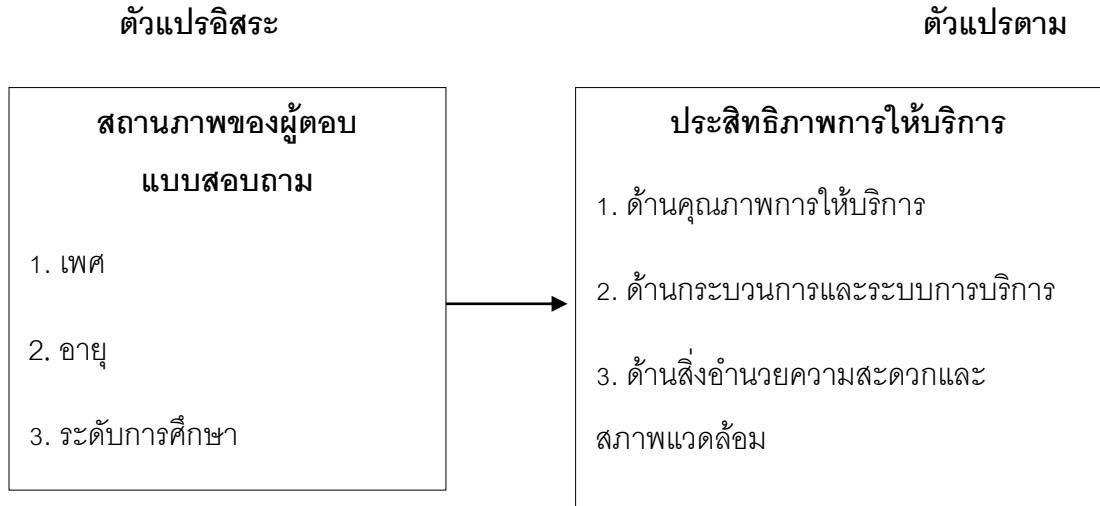 ตัวแปรอิสระ
ตัวแปรตาม
สถานภาพของผู้ตอบ
แบบสอบถาม
1. เพศ
2. อายุ
3. ระดับการศึกษา
ประสิทธิภาพการให้บริการ
1. ด้านคุณภาพการให้บริการ
2. ด้านกระบวนการและระบบการบริการ
3. ด้านสิ่งอำนวยความสะดวกและ
สภาพแวดล้อม